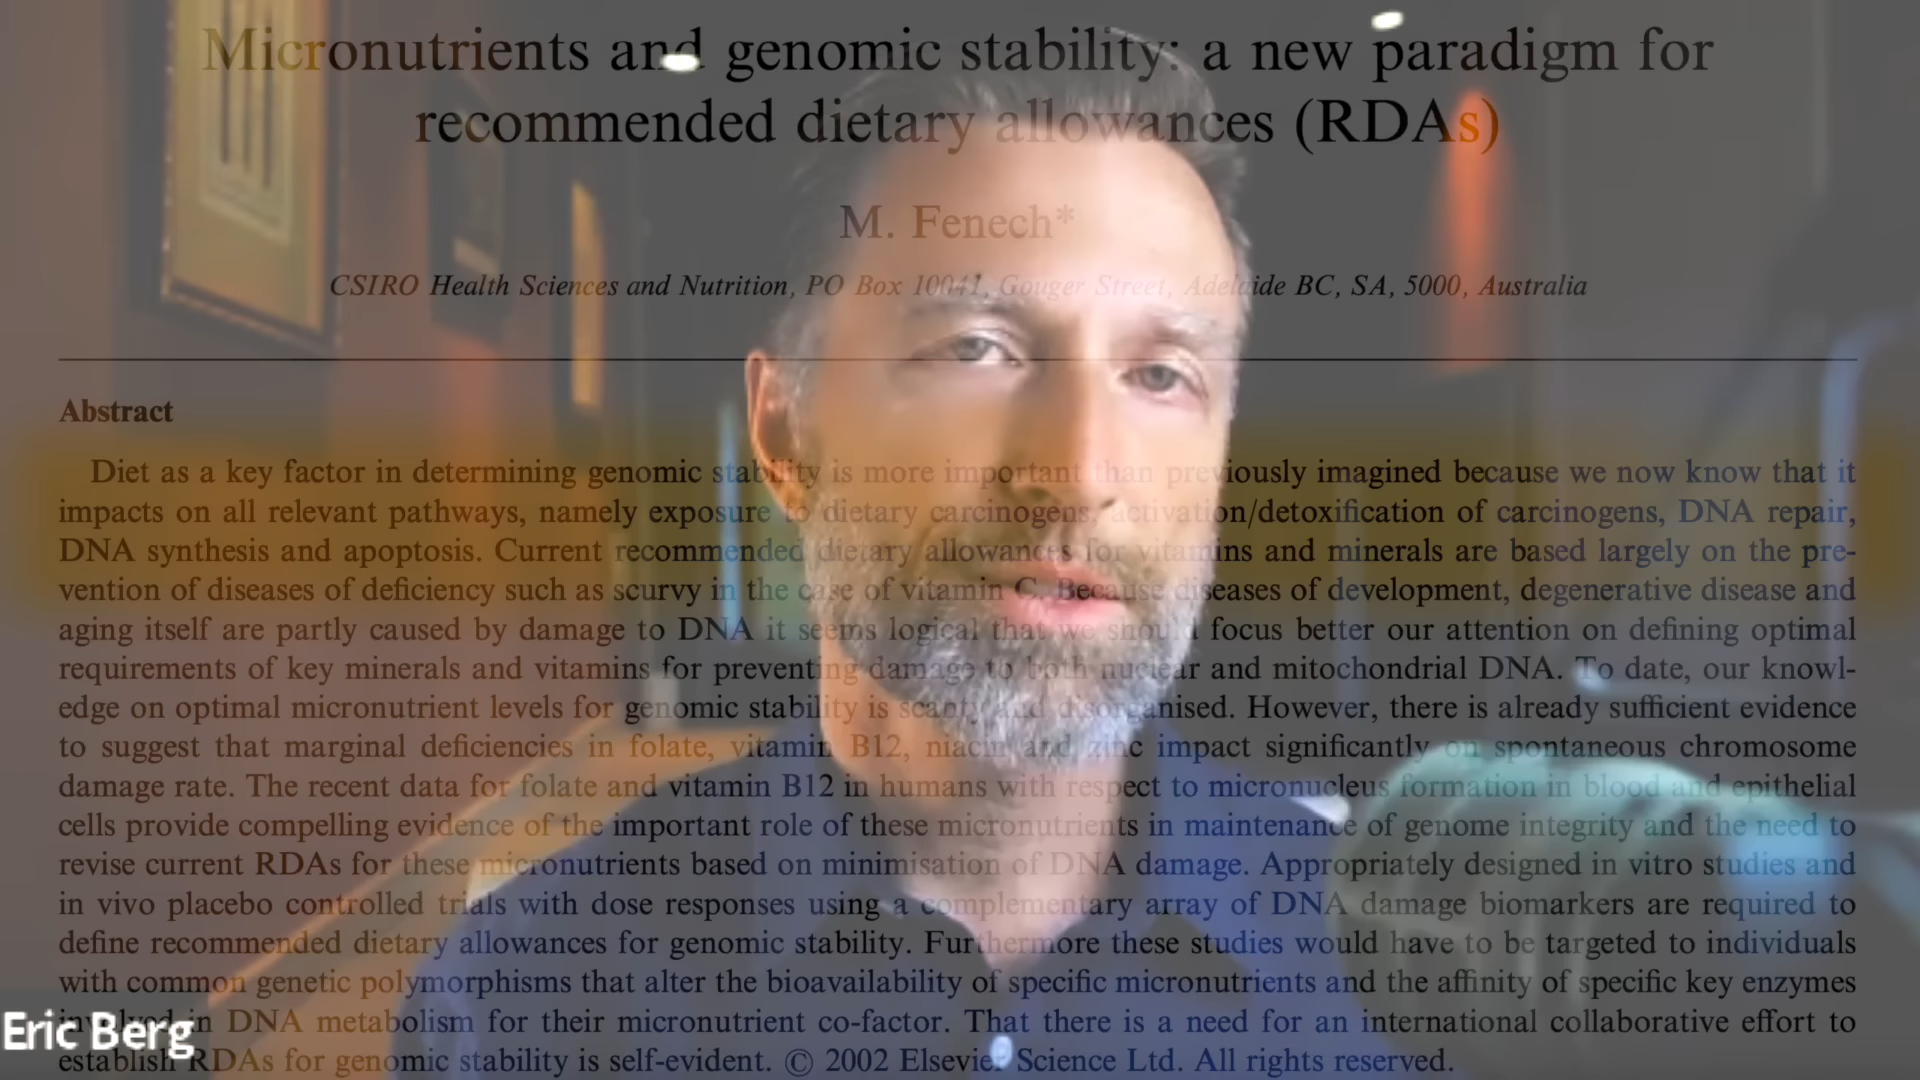 Micronutrients and genomic stability: a new paradigm for
recommended dietary allowances (RDAs)
M. Fenech*
CSIRO Health Sciences and Nutrition, PO Box 10041, Gouger Street, Adelaide BC, SA, 5000, Australia
Abstract
Diet as a key factor in determining genomic stability is more important than previously imagined because we now know that it
impacts on all relevant pathways, namely exposure to dietary carcinogens, activation/detoxification of carcinogens, DNA repair,
DNA synthesis and apoptosis. Current recommended dietary allowances for vitamins and minerals are based largely on the pre-
vention of diseases of deficiency such as scurvy in the case of vitamin C. Because diseases of development, degenerative disease and
aging itself are partly caused by damage to DNA it seems logical that we should focus better our attention on defining optimal
requirements of key minerals and vitamins for preventing damage to both nuclear and mitochondrial DNA. To date, our knowl-
edge on optimal micronutrient levels for genomic stability is scanty and disorganised. However, there is already sufficient evidence
to suggest that marginal deficiencies in folate, vitamin B12, niacin and zinc impact significantly on spontaneous chromosome
damage rate. The recent data for folate and vitamin B12 in humans with respect to micronucleus formation in blood and epithelial
cells provide compelling evidence of the important role of these micronutrients in maintenance of genome integrity and the need to
revise current RDAs for these micronutrients based on minimisation of DNA damage. Appropriately designed in vitro studies and
in vivo placebo controlled trials with dose responses using a complementary array of DNA damage biomarkers are required to
define recommended dietary allowances for genomic stability. Furthermore these studies would have to be targeted to individuals
with common genetic polymorphisms that alter the bioavailability of specific micronutrients and the affinity of specific key enzymes
involved in DNA metabolism for their micronutrient co-factor. That there is a need for an international collaborative effort to
Eric Berg
establish RDAs for genomic stability is self-evident. © 2002 Elsevier Science Ltd. All rights reserved.